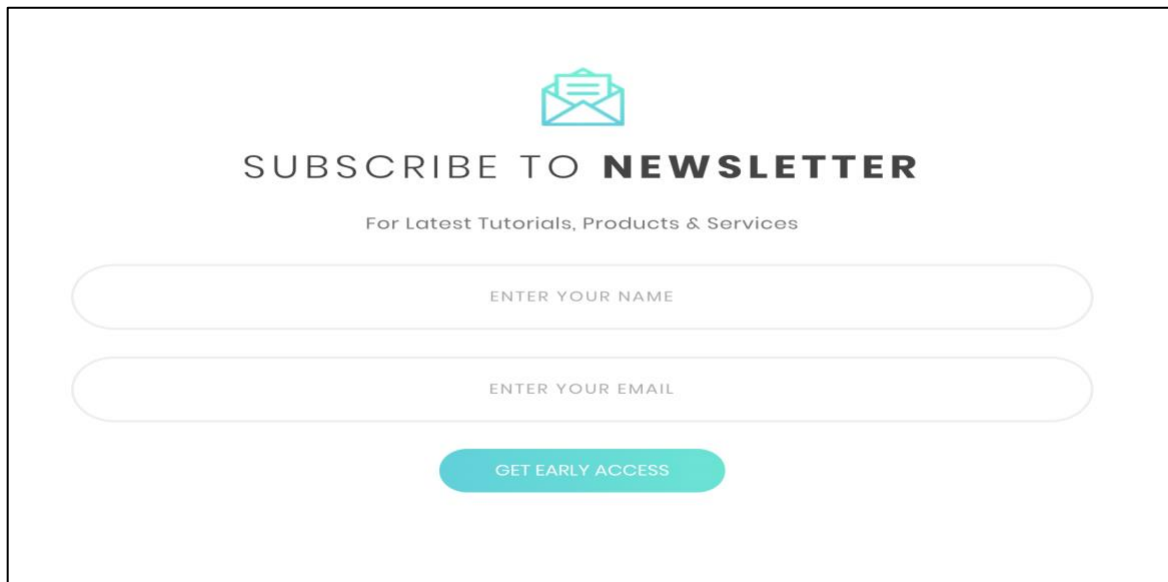 SUBSCRIBE TO NEWSLETTER
For Latest Tutorials, Products & Services
ENTER YOUR NAME
ENTER YOUR EMAIL
GET EARLY ACCESS